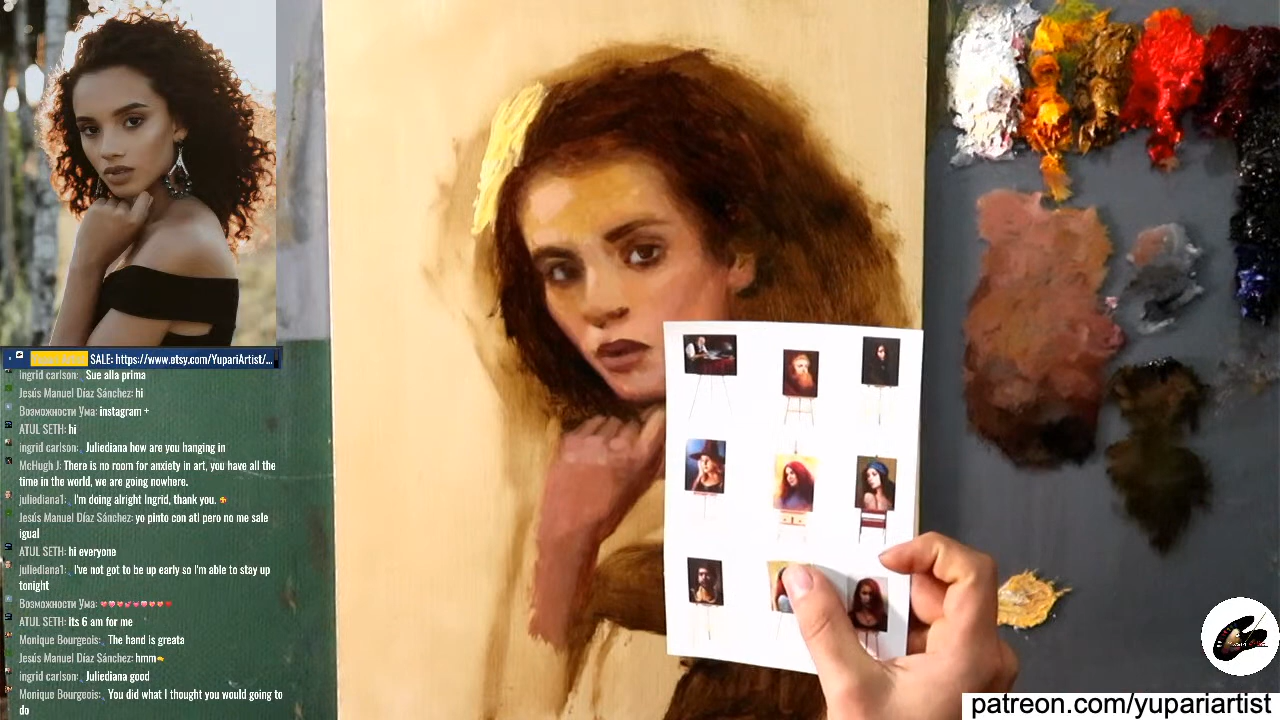 SALE: https://www.etsy.com/YupariArtist/...
ingrid carlson: Sue alla prima
Jesús Manuel Díaz Sánchez: hi
Возможности Ума: instagram +
ATUL SETH: hi
ingrid carlson: Juliediana how are you hanging in
McHugh J: There is no room for anxiety in art, you have all the
time in the world, we are going nowhere.
juliediana1: I'm doing alright Ingrid, thank you. 🥰
Jesús Manuel Díaz Sánchez: yo pinto con ati pero no me sale
igual
ATUL SETH: hi everyone
juliediana1: I've not got to be up early so I'm able to stay up
tonight
Возможности Ума:
ATUL SETH: its 6 am for me
Monique Bourgeois: The hand is greata
Jesús Manuel Díaz Sánchez: hmm
ingrid carlson: Juliediana good
Monique Bourgeois: You did what I thought you would going to
do
patreon.com/yupariartist